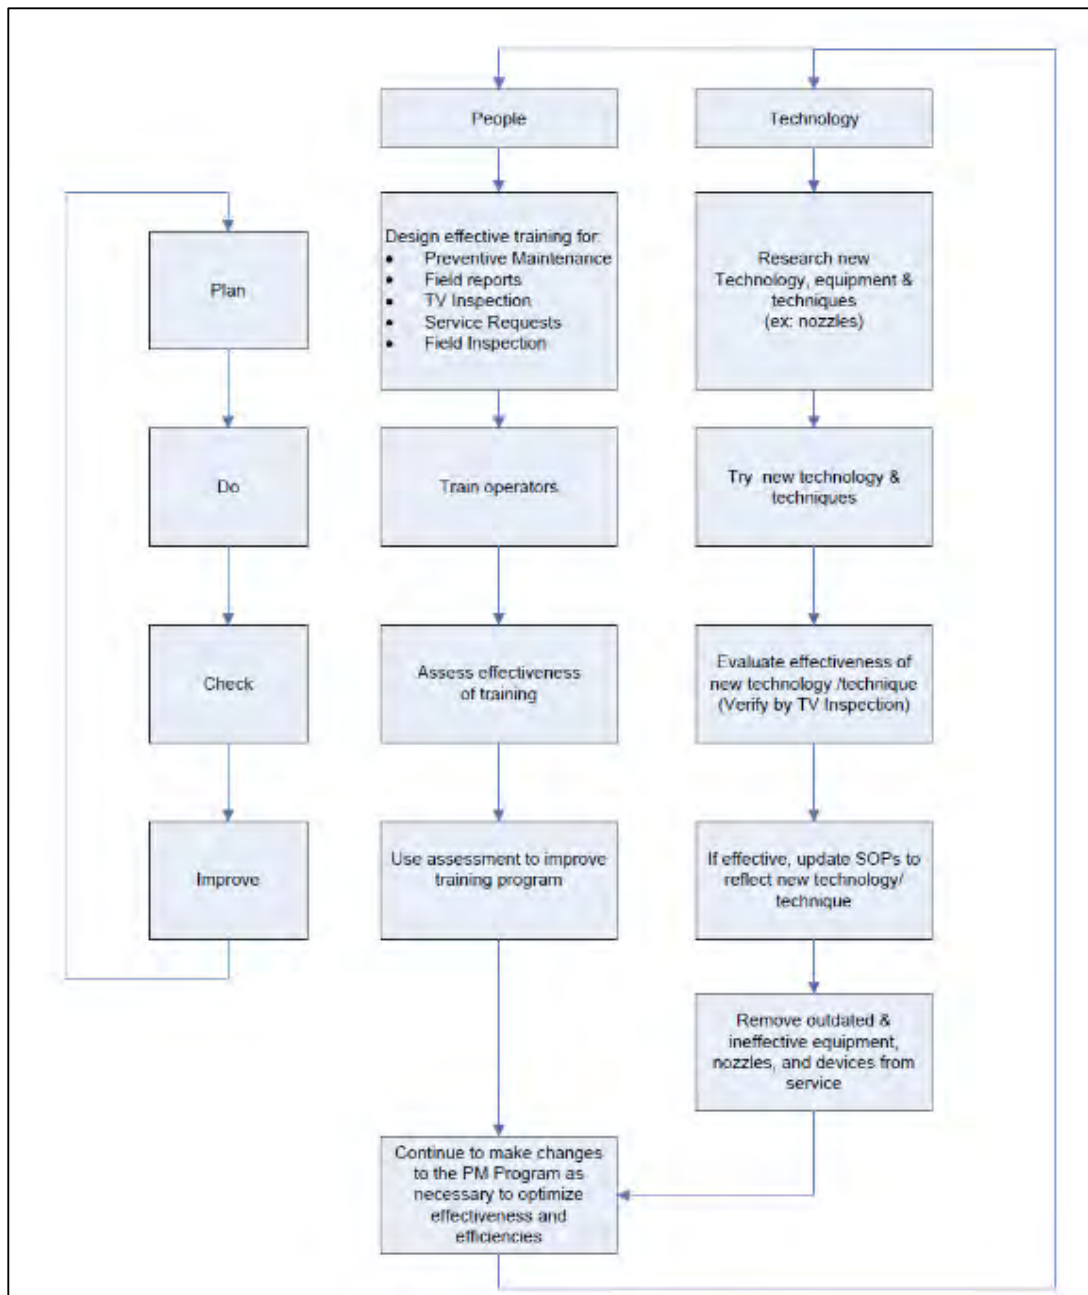 People
Technology
Plan
Design effective training for:
• Preventive Maintenance
• Field reports
• TV Inspection
• Service Requests
• Field Inspection
Research new
Technology, equipment &
techniques
(ex: nozzles)
Do
Train operators
Try new technology &
techniques
Check
Assess effectiveness
of training
Evaluate effectiveness of
new technology /technique
(Verify by TV Inspection)
Improve
Use assessment to improve
training program
If effective, update SOPs to
reflect new technology/
technique
Remove outdated &
ineffective equipment,
nozzles, and devices from
service
Continue to make changes
to the PM Program as
necessary to optimize
effectiveness and
efficiencies